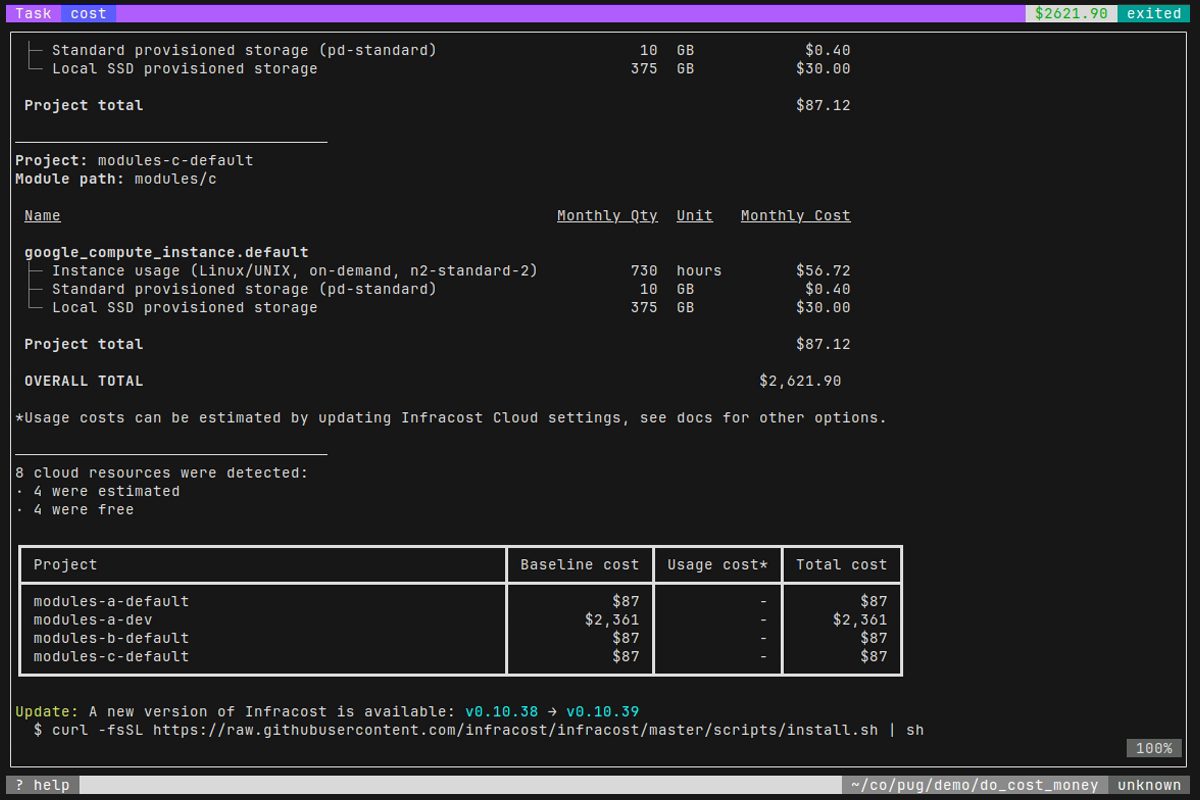 Task cost $2621.90 exited
├─ Standard provisioned storage (pd-standard) 10 GB $0.40
└─ Local SSD provisioned storage 375 GB $30.00
Project total $87.12
──────────────────────────────────
Project: modules-c-default
Module path: modules/c
Name Monthly Qty Unit Monthly Cost
google_compute_instance.default
├─ Instance usage (Linux/UNIX, on-demand, n2-standard-2) 730 hours $56.72
├─ Standard provisioned storage (pd-standard) 10 GB $0.40
└─ Local SSD provisioned storage 375 GB $30.00
Project total $87.12
OVERALL TOTAL $2,621.90
*Usage costs can be estimated by updating Infracost Cloud settings, see docs for other options.
──────────────────────────────────
8 cloud resources were detected:
∙ 4 were estimated
∙ 4 were free
Project Baseline cost Usage cost* Total cost
modules-a-default $87 - $87
modules-a-dev $2,361 - $2,361
modules-b-default $87 - $87
modules-c-default $87 - $87
Update: A new version of Infracost is available: v0.10.38 → v0.10.39
$ curl -fsSL https://raw.githubusercontent.com/infracost/infracost/master/scripts/install.sh | sh
100%
? help ~/co/pug/demo/do_cost_money unknown